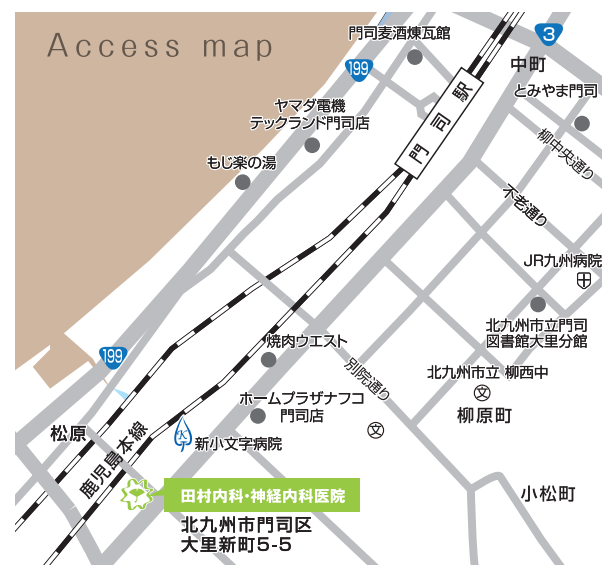 Access map
3
門司麦酒煉瓦館
中町
199
とみやま門司
門司駅
ヤマダ電機
テックランド門司店
柳中央通り
もじ楽の湯
不老通り
JR九州病院
北九州市立門司
図書館大里分館
焼肉ウエスト
199
別院通り
北九州市立 柳西中
文
ホームプラザナフコ
門司店
柳原町
文
松原
鹿児島本線
新小文字病院
小松町
田村内科・神経内科医院
北九州市門司区
大里新町5-5